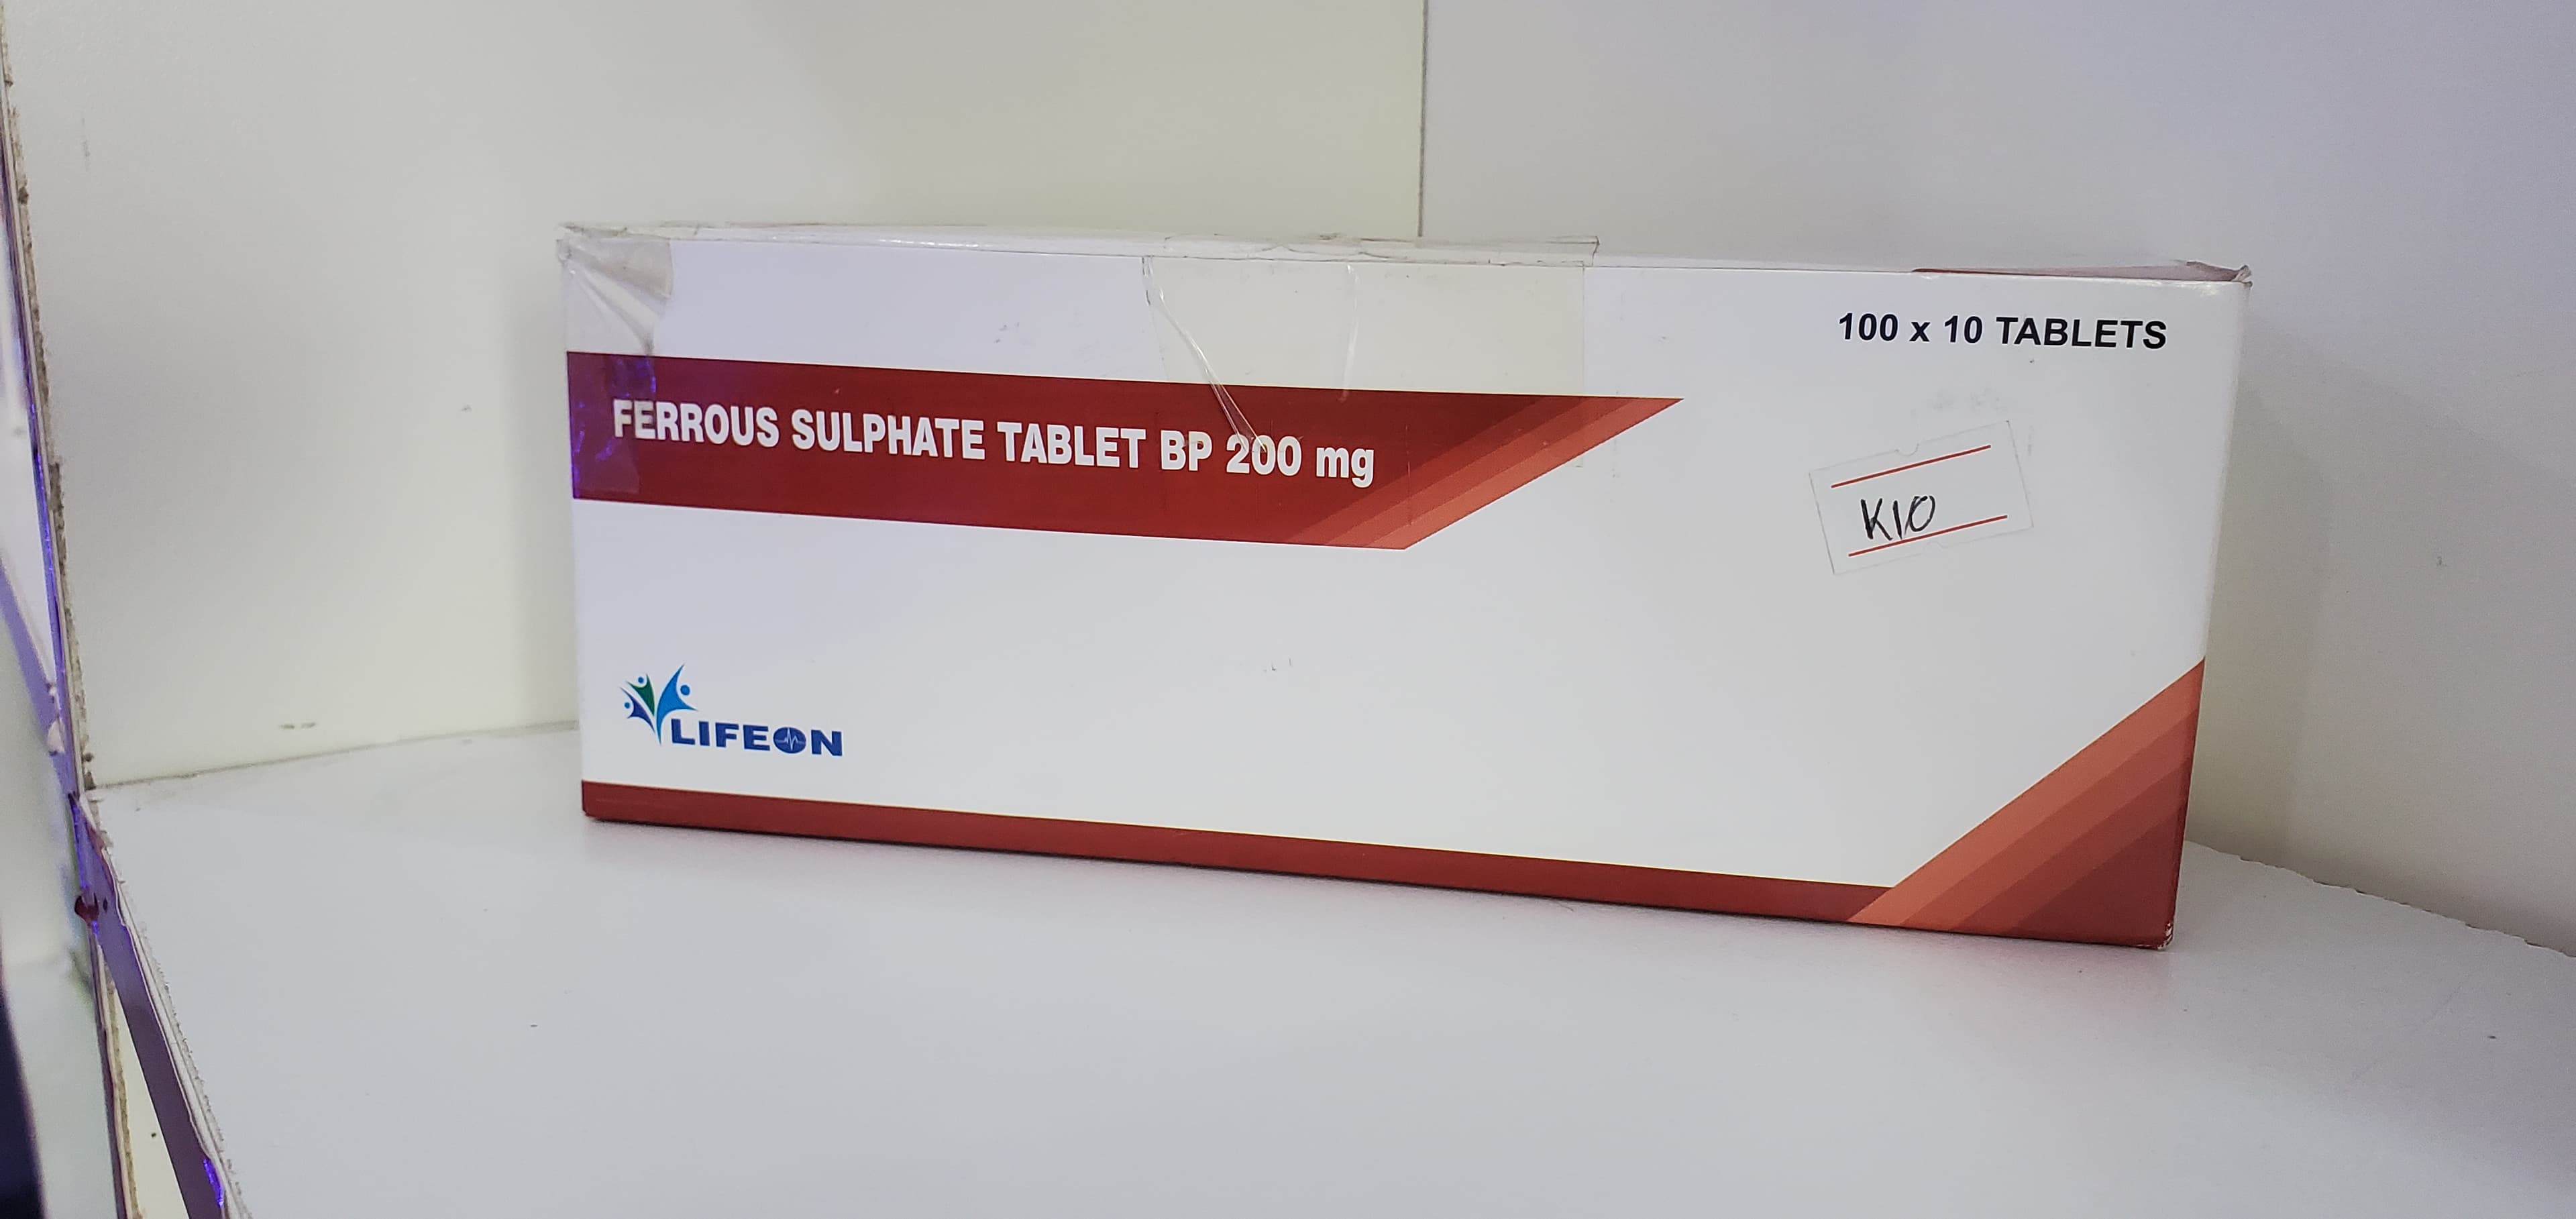 100 x 10 TABLETS
FERROUS SULPHATE TABLET BP 200 mg
K10
LIFEON